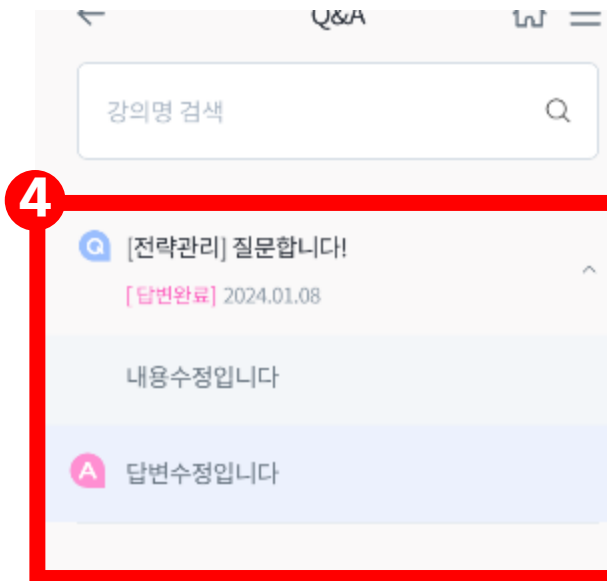 Q&A
강의명 검색
4
Q [전략관리] 질문합니다!
[답변완료] 2024.01.08
내용수정입니다
A 답변수정입니다